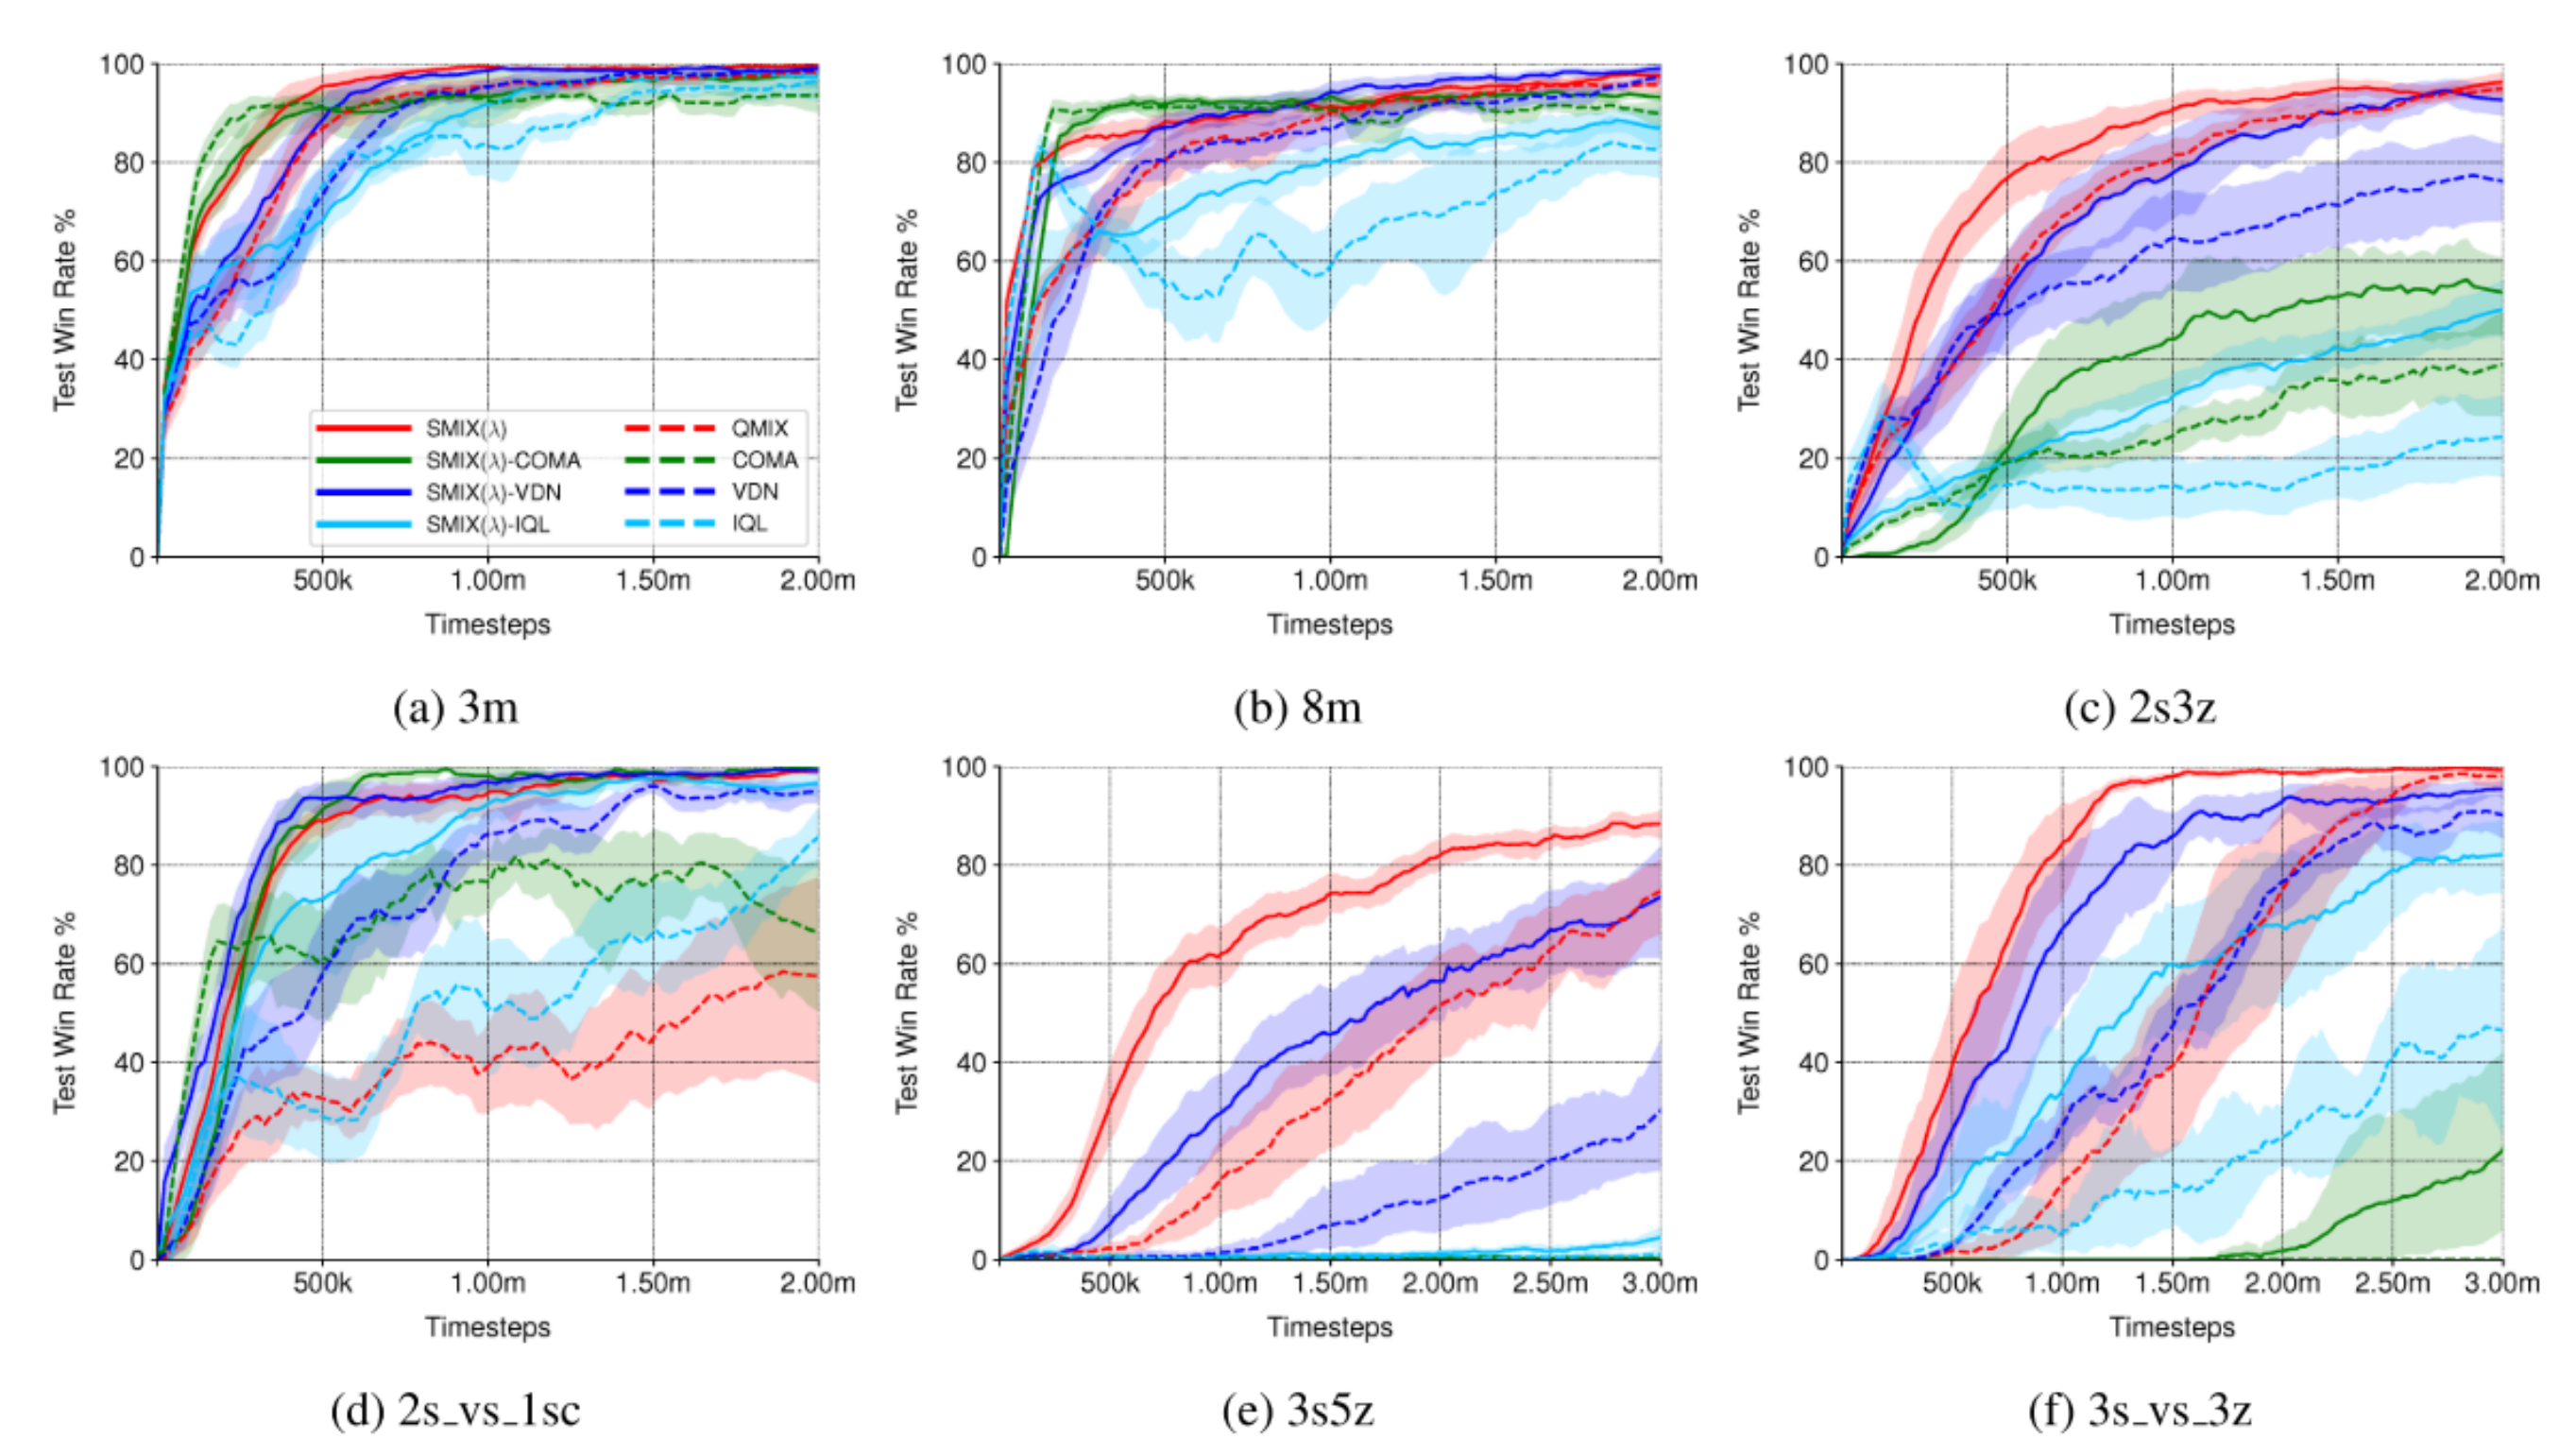 100
80
60
40
20
0
Test Win Rate %
SMIX(λ)
SMIX(λ)-COMA
SMIX(λ)-VDN
SMIX(λ)-IQL
QMIX
COMA
VDN
IQL
500k 1.00m 1.50m 2.00m
Timesteps
(a) 3m
100
80
60
40
20
0
Test Win Rate %
500k 1.00m 1.50m 2.00m
Timesteps
(b) 8m
100
80
60
40
20
0
Test Win Rate %
500k 1.00m 1.50m 2.00m
Timesteps
(c) 2s3z
100
80
60
40
20
0
Test Win Rate %
500k 1.00m 1.50m 2.00m
Timesteps
(d) 2s_vs_1sc
100
80
60
40
20
0
Test Win Rate %
500k 1.00m 1.50m 2.00m 2.50m 3.00m
Timesteps
(e) 3s5z
100
80
60
40
20
0
Test Win Rate %
500k 1.00m 1.50m 2.00m 2.50m 3.00m
Timesteps
(f) 3s_vs_3z